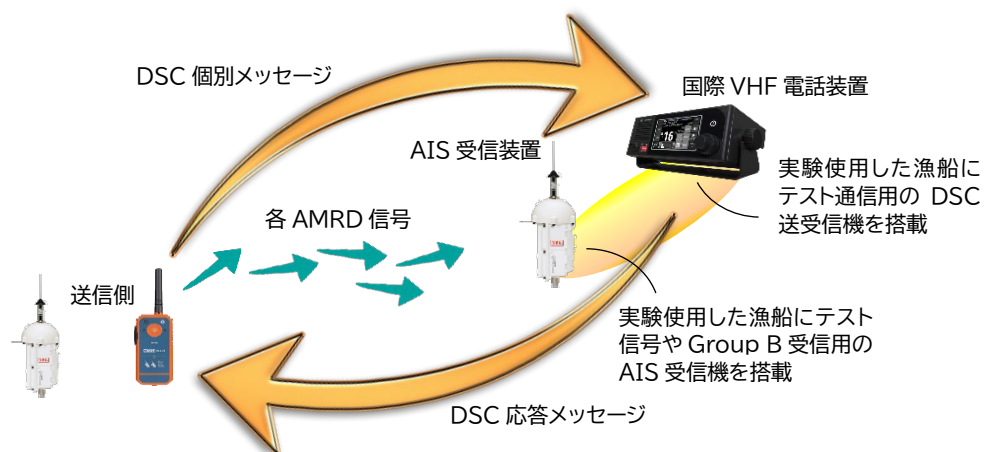 DSC 個別メッセージ
国際 VHF 電話装置
AIS 受信装置
16
実験使用した漁船に
テスト通信用の DSC
送受信機を搭載
各 AMRD 信号
送信側
実験使用した漁船にテスト
信号や Group B 受信用の
AIS 受信機を搭載
DSC 応答メッセージ